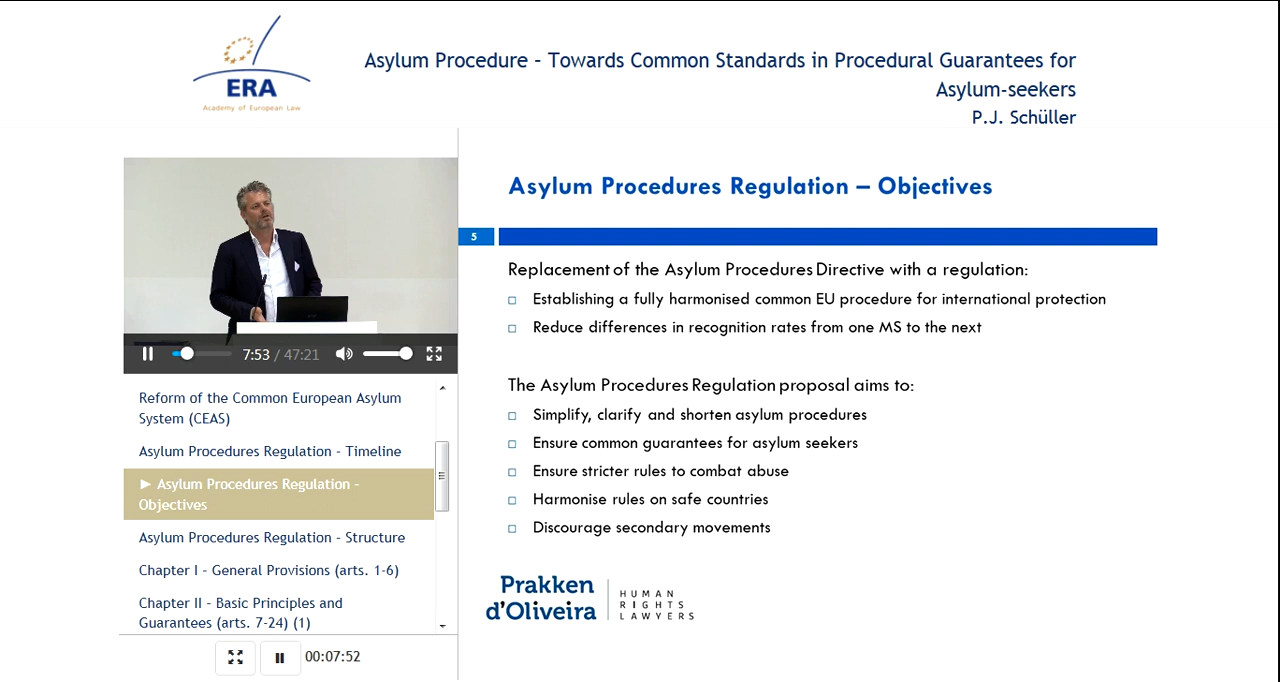 ERA
Academy of European Law
Asylum Procedure - Towards Common Standards in Procedural Guarantees for
Asylum-seekers
P.J. Schüller
7:53 / 47:21
Reform of the Common European Asylum
System (CEAS)
Asylum Procedures Regulation - Timeline
► Asylum Procedures Regulation -
Objectives
Asylum Procedures Regulation - Structure
Chapter I - General Provisions (arts. 1-6)
Chapter II - Basic Principles and
Guarantees (arts. 7-24) (1)
00:07:52
Asylum Procedures Regulation – Objectives
5
Replacement of the Asylum Procedures Directive with a regulation:
Establishing a fully harmonised common EU procedure for international protection
Reduce differences in recognition rates from one MS to the next
The Asylum Procedures Regulation proposal aims to:
Simplify, clarify and shorten asylum procedures
Ensure common guarantees for asylum seekers
Ensure stricter rules to combat abuse
Harmonise rules on safe countries
Discourage secondary movements
Prakken
d'Oliveira
HUMAN
RIGHTS
LAWYERS